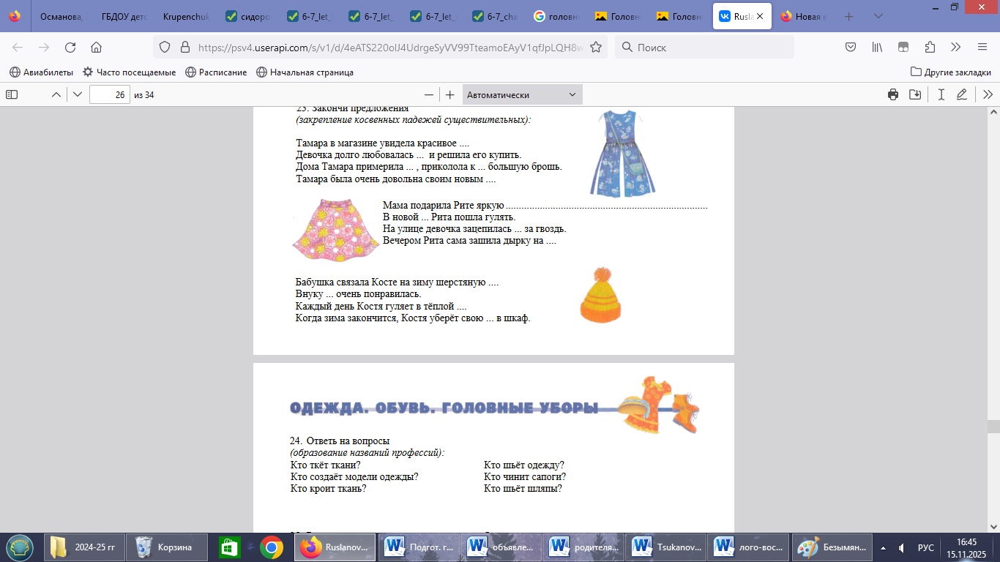 Османова,
ГБДОУ детс
Krupenchuk
сидоро
6-7_let_
6-7_let_
6-7_let_
6-7_cha
головн
Головн
Головн
Rusla
Новая в
https://psv4.userapi.com/s/v1/d/4eATS220olJ4UdrgeSyVV99TteamoEAyV1qfJpLQH8w
Поиск
Авиабилеты
Часто посещаемые
Расписание
Начальная страница
Другие закладки
26 из 34
Автоматически
23. Закончи предложения
(закрепление косвенных падежей существительных):
Тамара в магазине увидела красивое ....
Девочка долго любовалась ... и решила его купить.
Дома Тамара примерила ... , приколола к ... большую брошь.
Тамара была очень довольна своим новым ....
Мама подарила Рите яркую.............................................................................
В новой ... Рита пошла гулять.
На улице девочка зацепилась ... за гвоздь.
Вечером Рита сама зашила дырку на ....
Бабушка связала Косте на зиму шерстяную ....
Внуку ... очень понравилась.
Каждый день Костя гуляет в тёплой ....
Когда зима закончится, Костя уберёт свою ... в шкаф.
ОДЕЖДА. ОБУВЬ. ГОЛОВНЫЕ УБОРЫ
24. Ответь на вопросы
(образование названий профессий):
Кто ткёт ткани?
Кто создаёт модели одежды?
Кто кроит ткань?
Кто шьёт одежду?
Кто чинит сапоги?
Кто шьёт шляпы?
2024-25 гг
Корзина
Ruslanov...
Подгот. г...
объявле...
родителя...
Tsukanov...
лого-вос...
Безымян...
РУС
16:45
15.11.2025